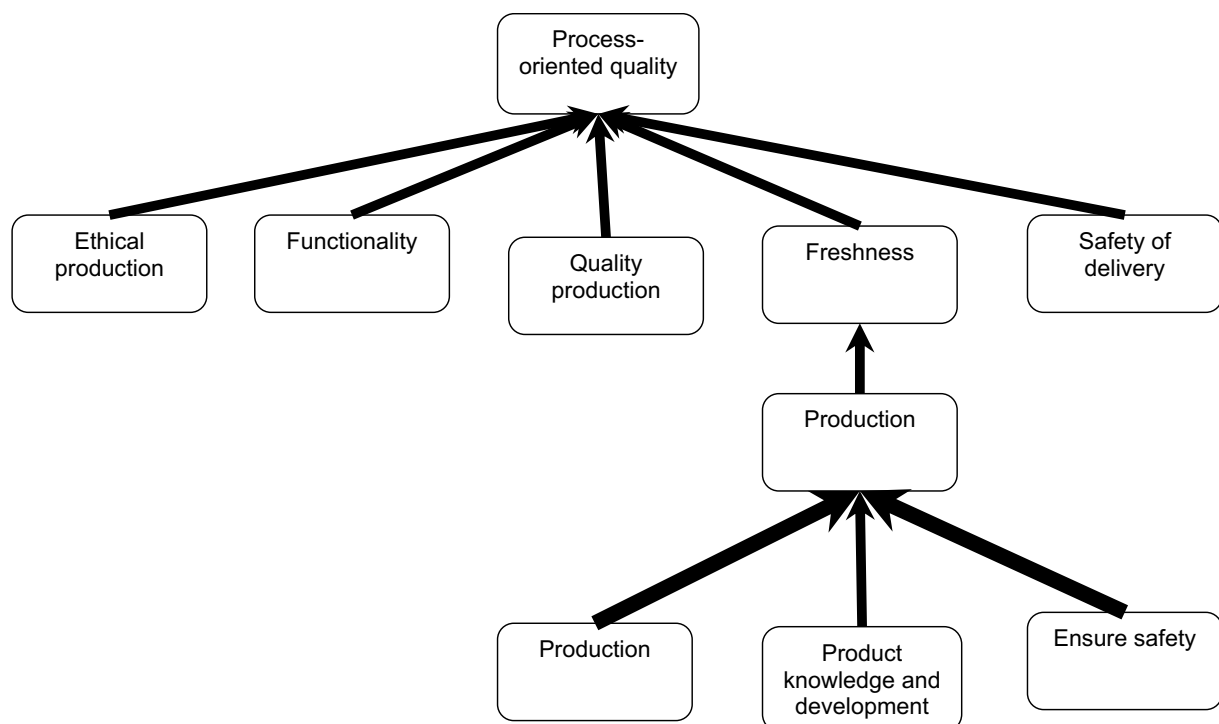 Process-
oriented quality
Ethical
production
Functionality
Quality
production
Freshness
Safety of
delivery
Production
Production
Product
knowledge and
development
Ensure safety